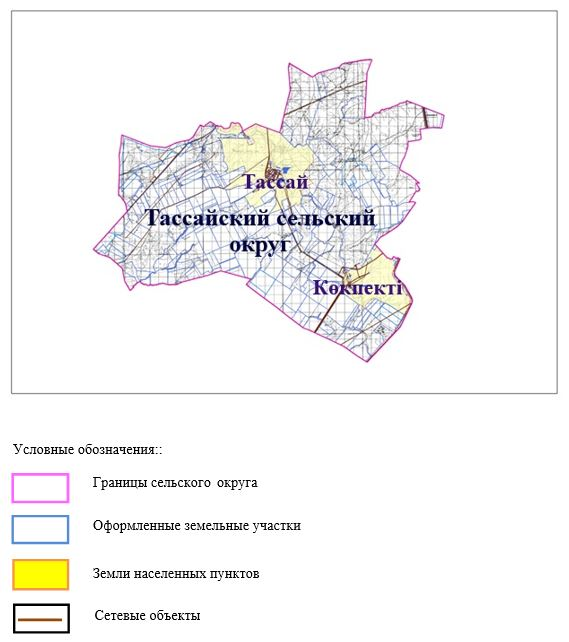 Тассай
Тассайский сельский
округ
Көкпекті
Условные обозначения::
Границы сельского округа
Оформленные земельные участки
Земли населенных пунктов
Сетевые объекты